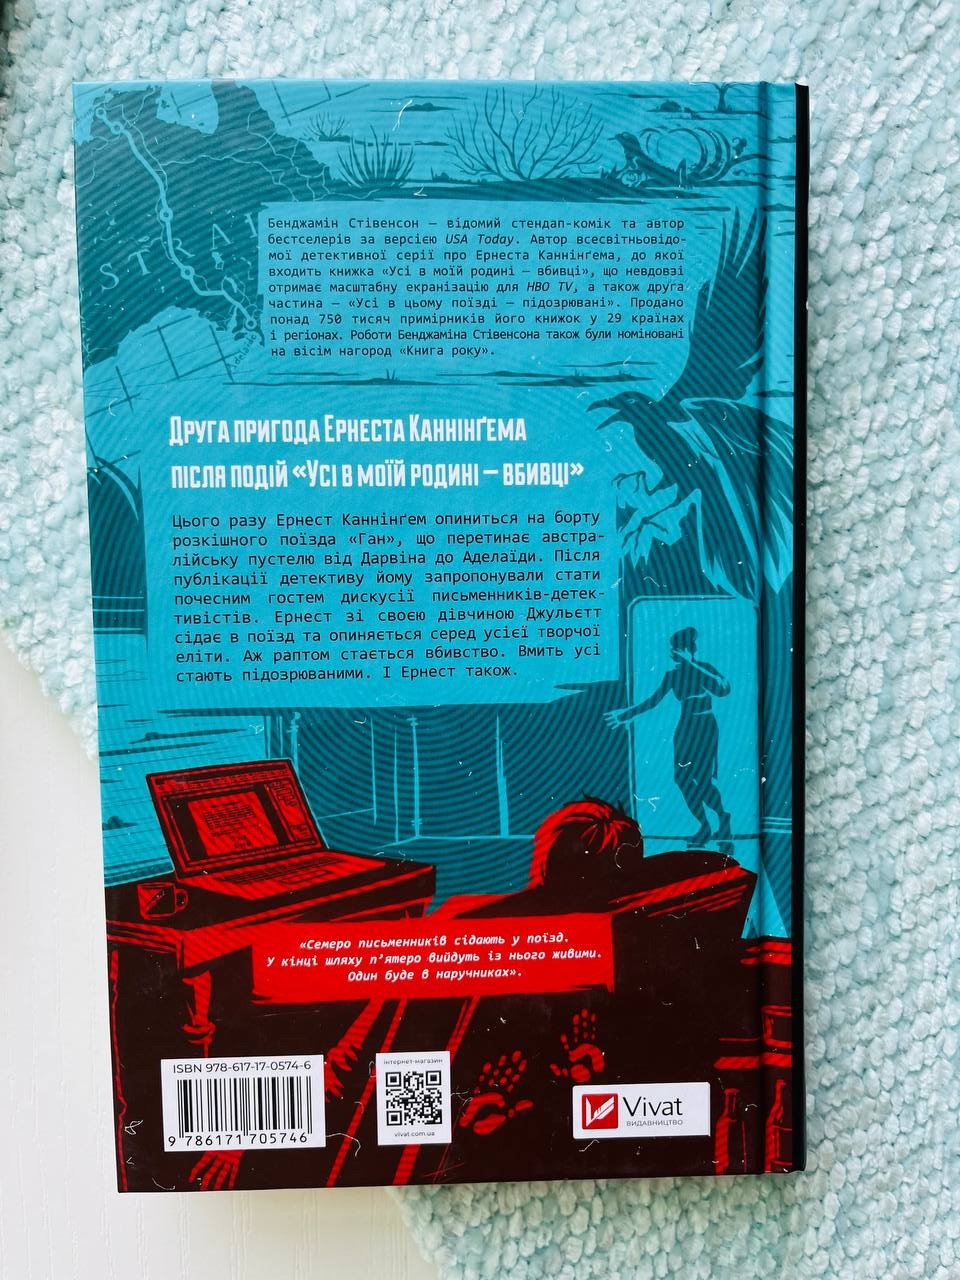 STRAL
Adelaide
Бенджамін Стівенсон — відомий стендап-комік та автор
бестселерів за версією USA Today. Автор всесвітньовідо-
мої детективної серії про Ернеста Каннінґема, до якої
входить книжка «Усі в моїй родині — вбивці», що невдовзі
отримає масштабну екранізацію для HBO TV, а також друга
частина — «Усі в цьому поїзді — підозрювані». Продано
понад 750 тисяч примірників його книжок у 29 країнах
і регіонах. Роботи Бенджаміна Стівенсона також були номіновані
на вісім нагород «Книга року».
Друга пригода Ернеста Каннінґема
після подій «Усі в моїй родині — вбивці»
Цього разу Ернест Каннінґем опиниться на борту
розкішного поїзда «Ган», що перетинає австра-
лійську пустелю від Дарвіна до Аделаїди. Після
публікації детективу йому запропонували стати
почесним гостем дискусії письменників-детек-
тивістів. Ернест зі своєю дівчиною Джульєтт
сідає в поїзд та опиняється серед усієї творчої
еліти. Аж раптом стається вбивство. Вмить усі
стають підозрюваними. І Ернест також.
«Семеро письменників сідають у поїзд.
У кінці шляху п'ятеро вийдуть із нього живими.
Один буде в наручниках».
ISBN 978-617-17-0574-6
9 786171 705746
інтернет-магазин
vivat.com.ua
Vivat
ВИДАВНИЦТВО